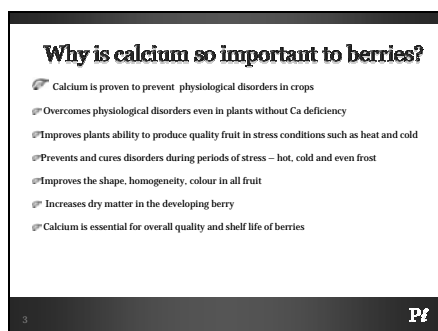 Why is calcium so important to berries?
Calcium is proven to prevent physiological disorders in crops
Overcomes physiological disorders even in plants without Ca deficiency
Improves plants ability to produce quality fruit in stress conditions such as heat and cold
Prevents and cures disorders during periods of stress – hot, cold and even frost
Improves the shape, homogeneity, colour in all fruit
Increases dry matter in the developing berry
Calcium is essential for overall quality and shelf life of berries
3